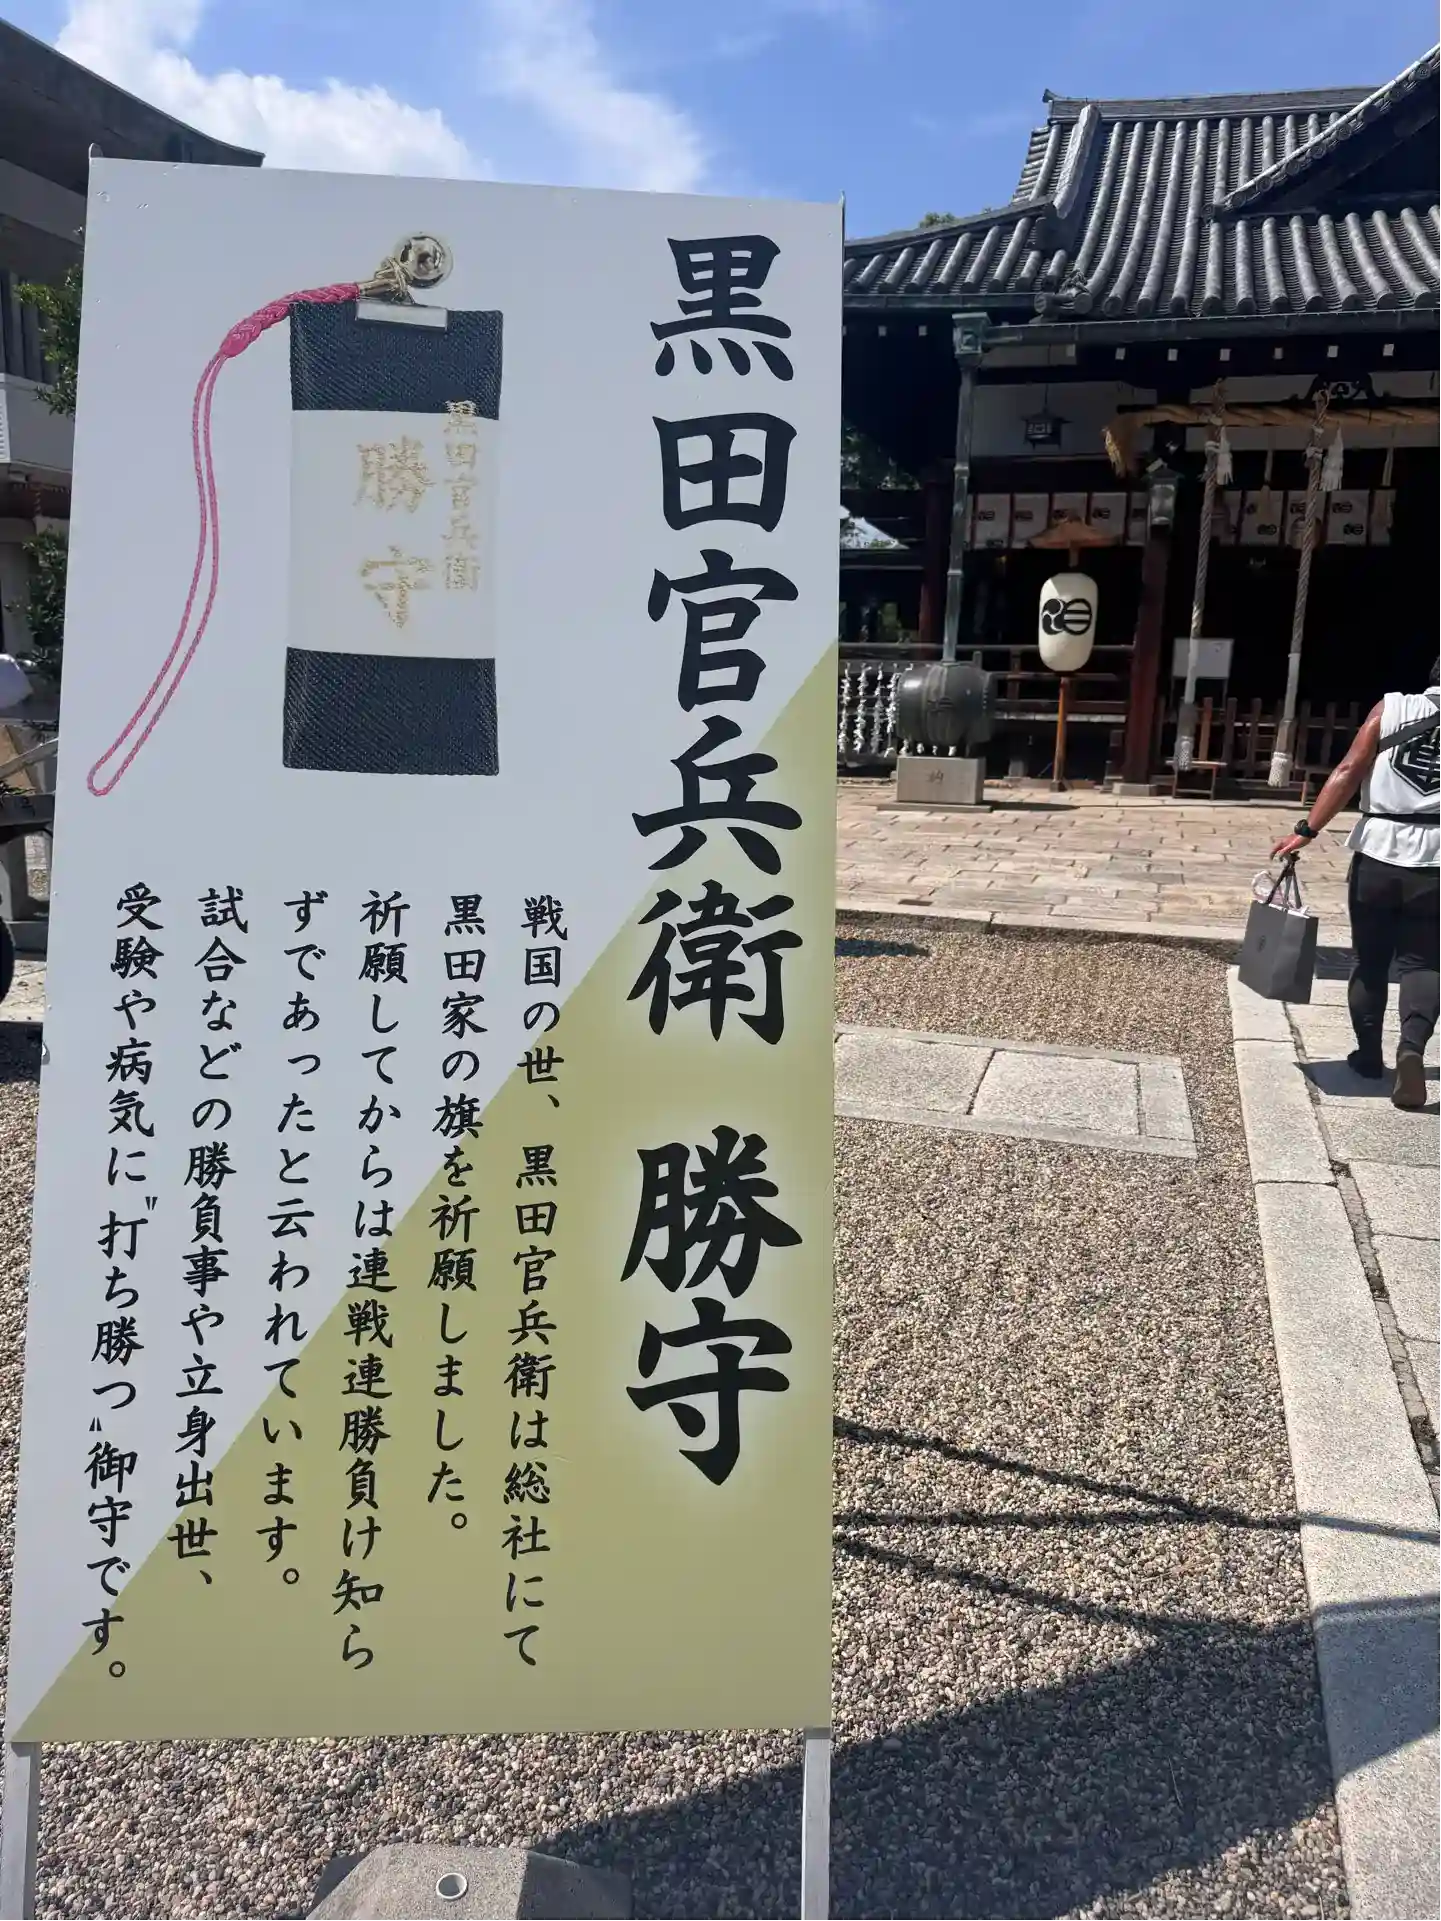 黒田官兵衛 勝守
黒田官兵衛
勝守
戦国の世、黒田官兵衛は総社にて
黒田家の旗を祈願しました。
祈願してからは連戦連勝負け知ら
ずであったと云われています。
試合などの勝負事や立身出世、
受験や病気に〝打ち勝つ〟御守です。